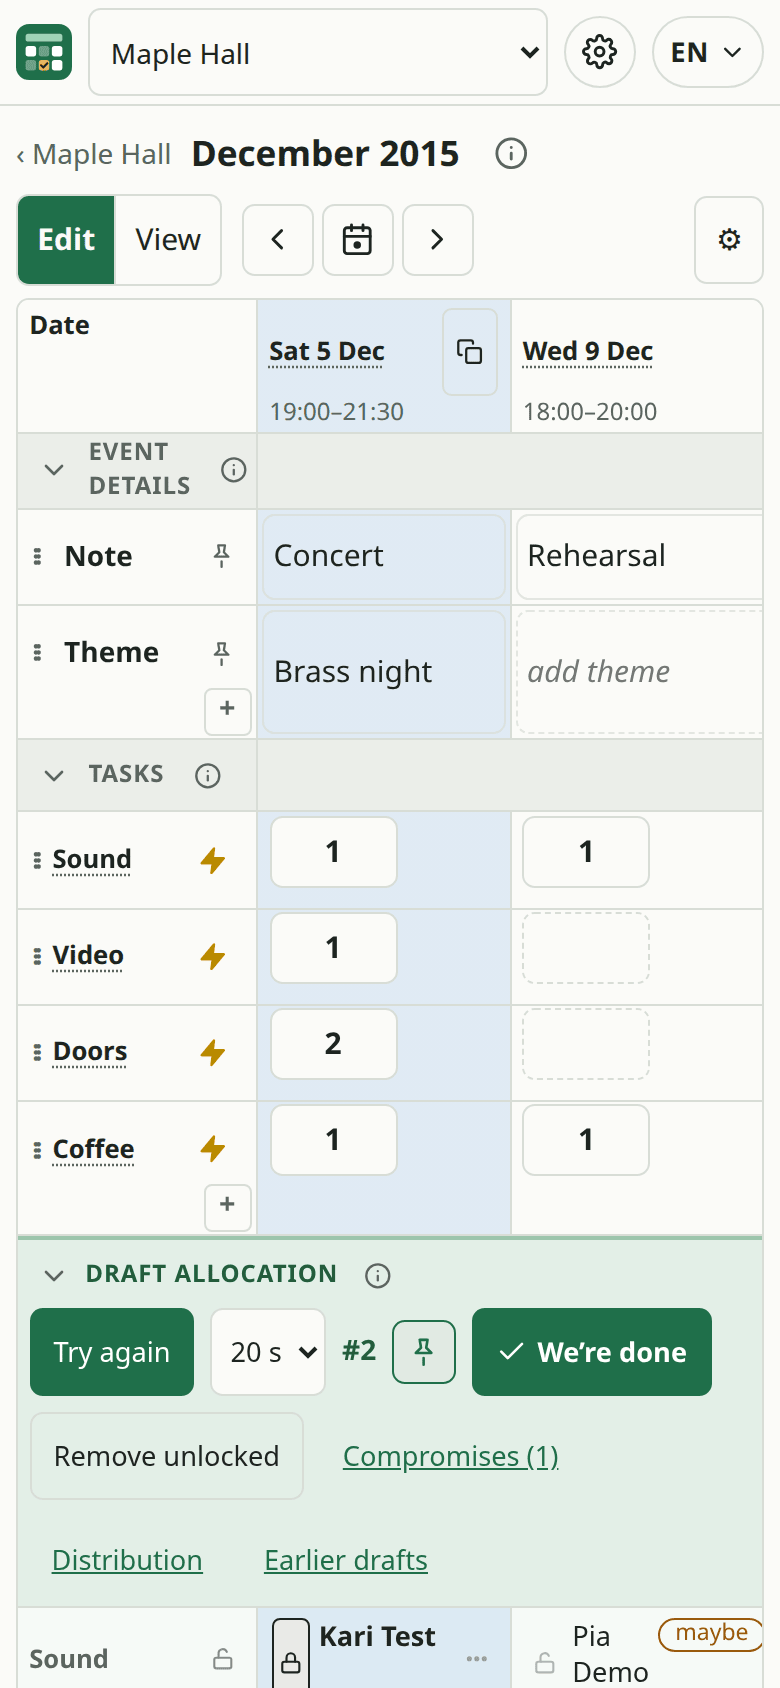 Maple Hall
EN
‹ Maple Hall December 2015
Edit View
Date
Sat 5 Dec
19:00–21:30
Wed 9 Dec
18:00–20:00
EVENT
DETAILS
Note Concert Rehearsal
Theme Brass night add theme
+
TASKS
Sound 1 1
Video 1
Doors 2
Coffee 1 1
+
DRAFT ALLOCATION
Try again 20 s #2 We’re done
Remove unlocked Compromises (1)
Distribution Earlier drafts
Sound Kari Test ··· Pia Demo maybe